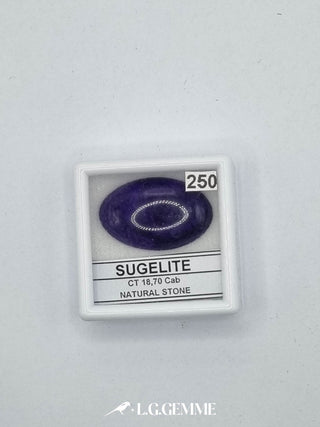 250
SUGELITE
CT 18,70 Cab
NATURAL STONE
L.G.GEMME